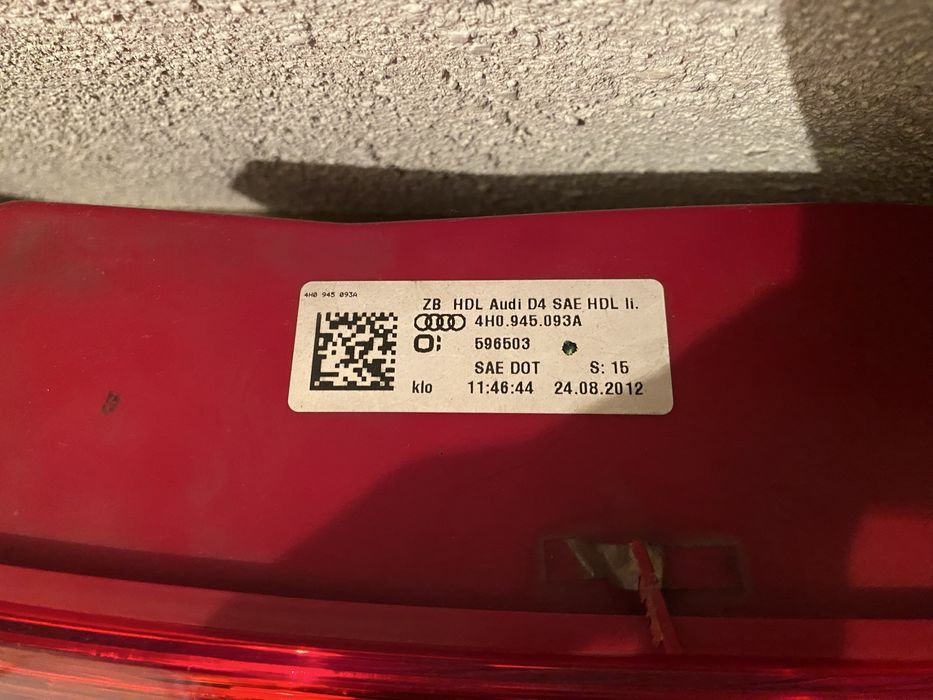 4H0 945 093A
ZB HDL Audi D4 SAE HDL li.
4H0.945.093A
596503
SAE DOT S: 15
klo 11:46:44 24.08.2012